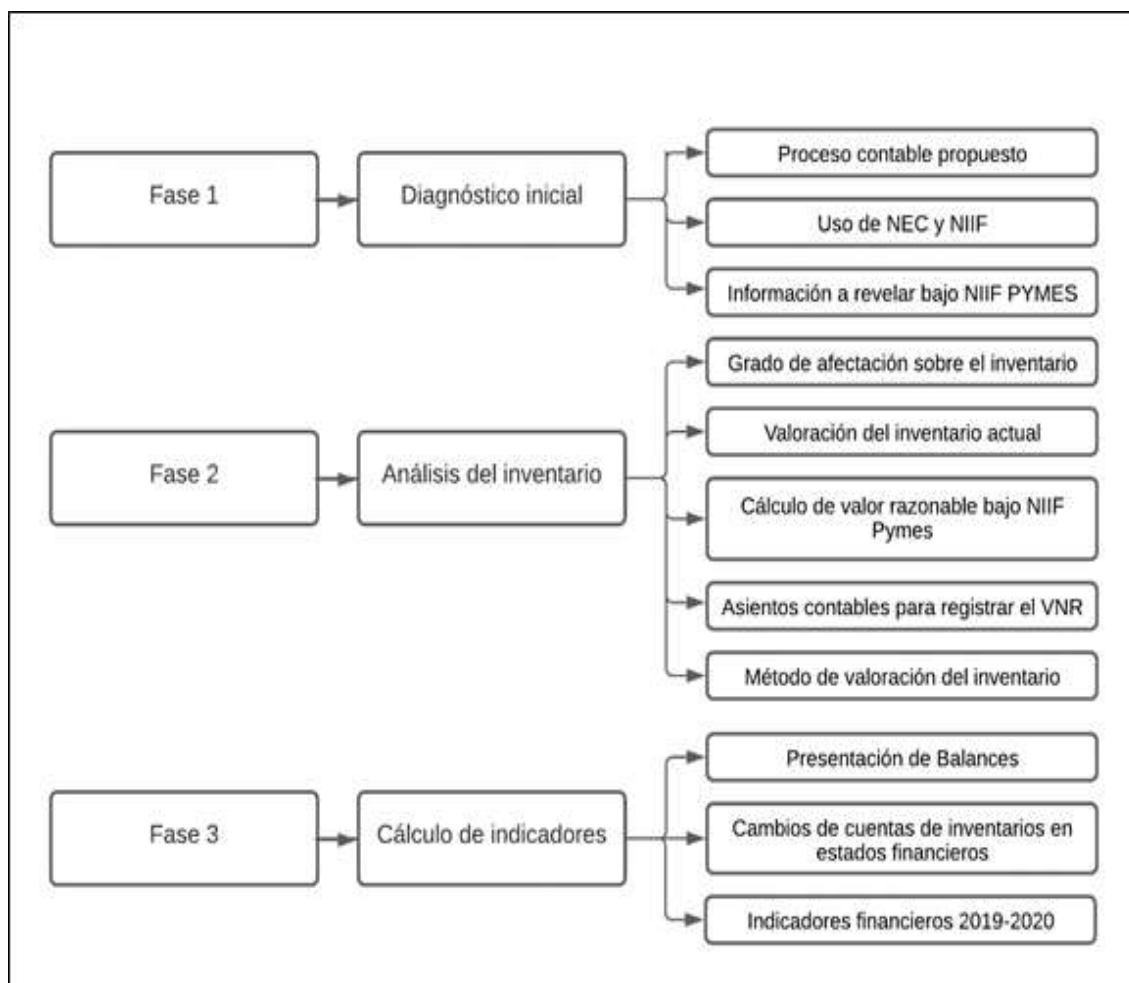 Fase 1
Diagnóstico inicial
Proceso contable propuesto
Uso de NEC y NIIF
Información a revelar bajo NIIF PYMES
Fase 2
Análisis del inventario
Grado de afectación sobre el inventario
Valoración del inventario actual
Cálculo de valor razonable bajo NIIF
Pymes
Asientos contables para registrar el VNR
Método de valoración del inventario
Fase 3
Cálculo de indicadores
Presentación de Balances
Cambios de cuentas de inventarios en
estados financieros
Indicadores financieros 2019-2020